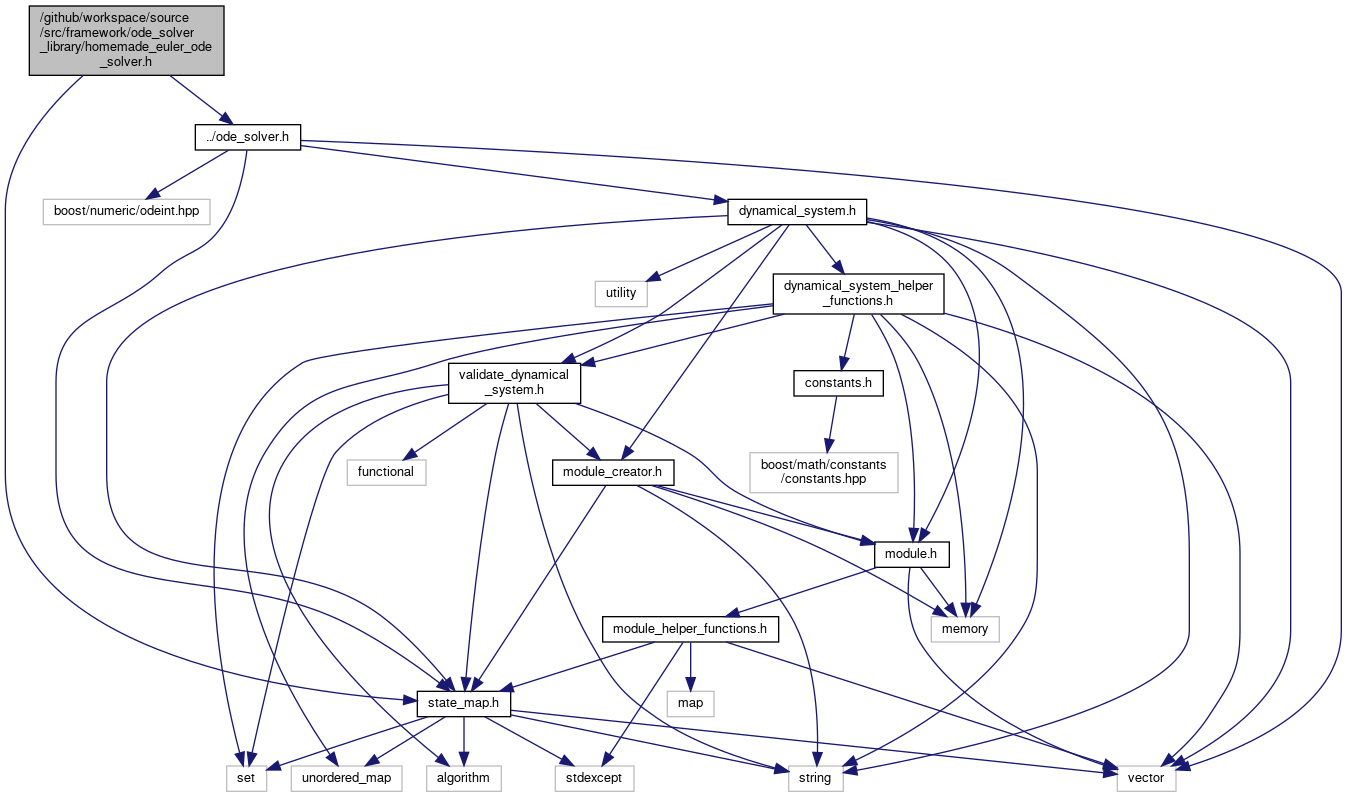 /github/workspace/source
/src/framework/ode_solver
_library/homemade_euler_ode
_solver.h
../ode_solver.h
boost/numeric/odeint.hpp
dynamical_system.h
utility
dynamical_system_helper
_functions.h
validate_dynamical
_system.h
constants.h
functional
module_creator.h
boost/math/constants
/constants.hpp
module.h
module_helper_functions.h
memory
state_map.h
map
set
unordered_map
algorithm
stdexcept
string
vector